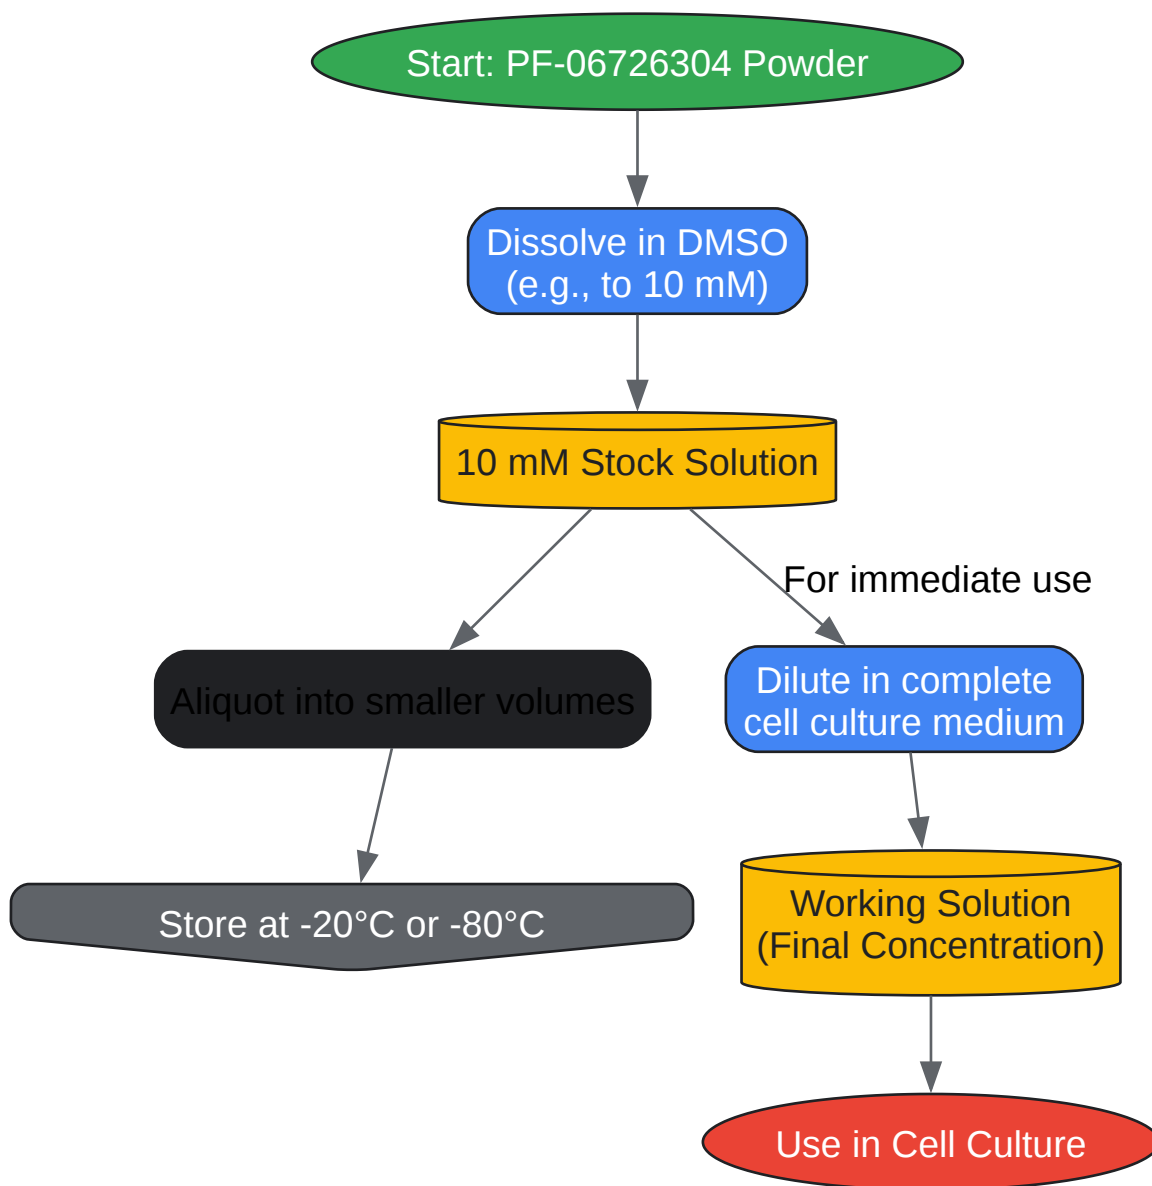 Start: PF-06726304 Powder
Dissolve in DMSO
(e.g., to 10 mM)
10 mM Stock Solution
For immediate use
Aliquot into smaller volumes
Dilute in complete
cell culture medium
Store at -20°C or -80°C
Working Solution
(Final Concentration)
Use in Cell Culture